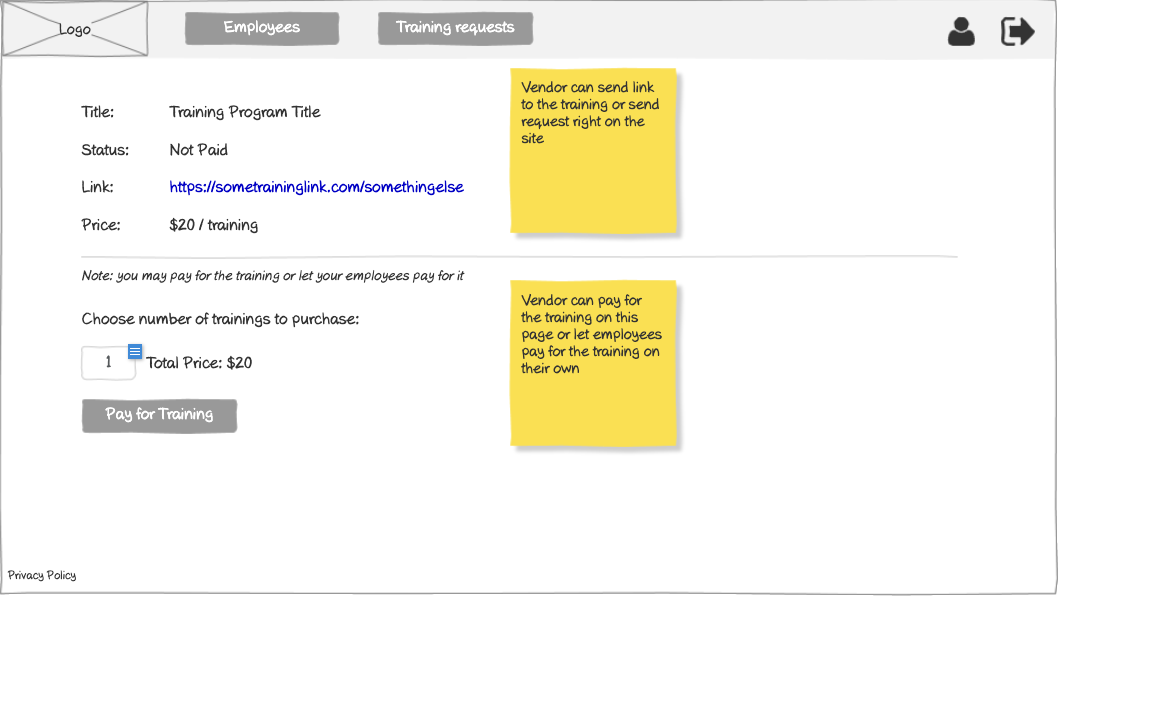 Logo
Employees
Training requests
Title: Training Program Title
Status: Not Paid
Link: https://sometraininglink.com/somethingelse
Price: $20 / training
Vendor can send link
to the training or send
request right on the
site
Note: you may pay for the training or let your employees pay for it
Choose number of trainings to purchase:
1 Total Price: $20
Pay for Training
Vendor can pay for
the training on this
page or let employees
pay for the training on
their own
Privacy Policy